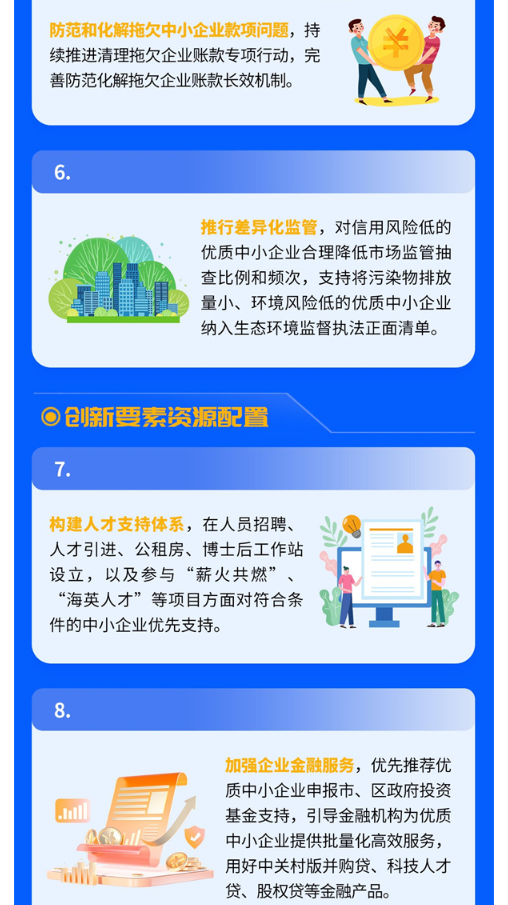 防范和化解拖欠中小企业款项问题，持
续推进清理拖欠企业账款专项行动，完
善防范化解拖欠企业账款长效机制。
6.
推行差异化监管，对信用风险低的
优质中小企业合理降低市场监管抽
查比例和频次，支持将污染物排放
量小、环境风险低的优质中小企业
纳入生态环境监督执法正面清单。
创新要素资源配置
7.
构建人才支持体系，在人员招聘、
人才引进、公租房、博士后工作站
设立，以及参与“薪火共燃”、
“海英人才”等项目方面对符合条
件的中小企业优先支持。
8.
加强企业金融服务，优先推荐优
质中小企业申报市、区政府投资
基金支持，引导金融机构为优质
中小企业提供批量化高效服务，
用好中关村版并购贷、科技人才
贷、股权贷等金融产品。